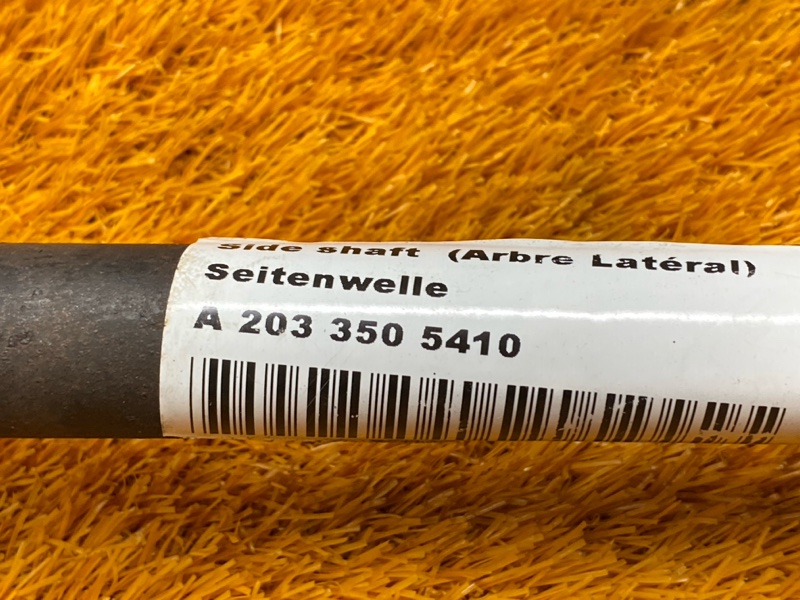 Side shaft (Arbre Latéral)
Seitenwelle
A 203 350 5410